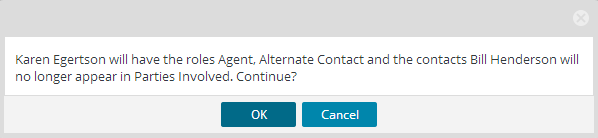 Karen Egertson will have the roles Agent, Alternate Contact and the contacts Bill Henderson will
no longer appear in Parties Involved. Continue?
OK Cancel